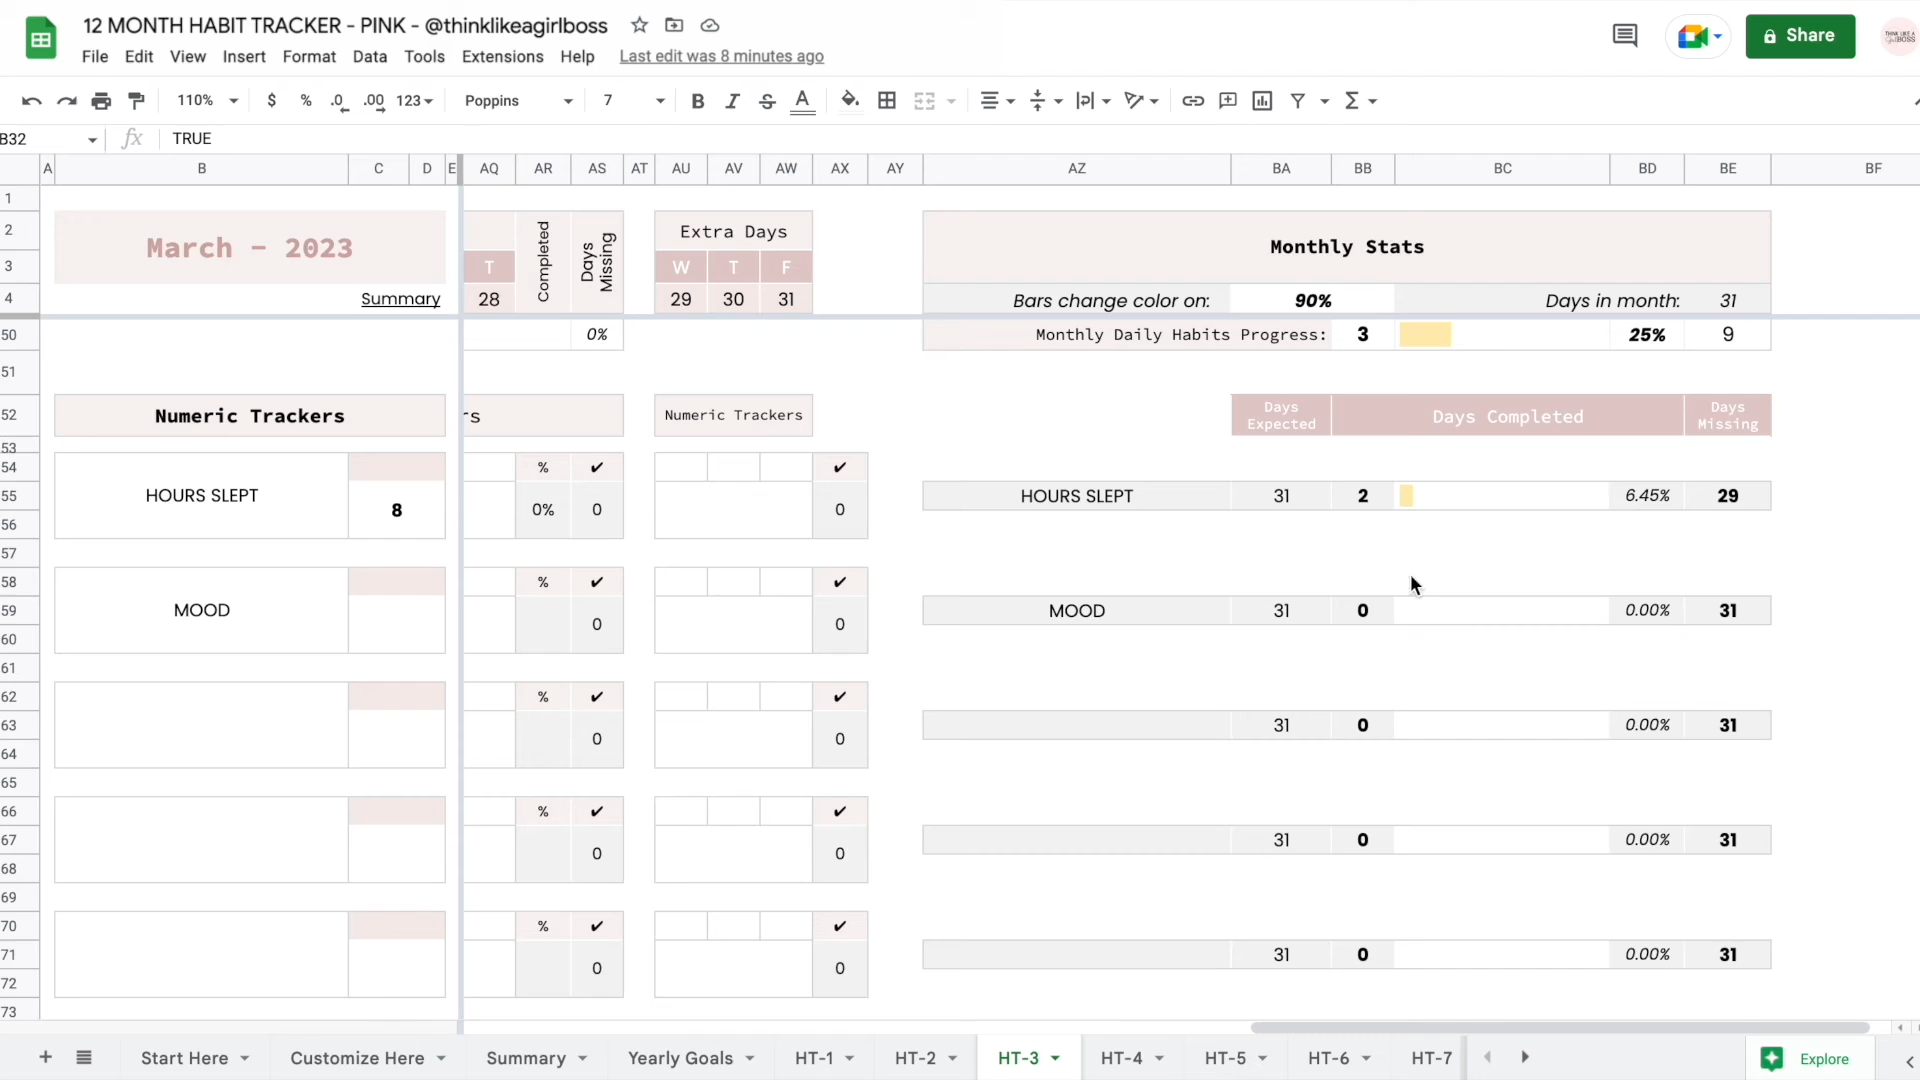 12 MONTH HABIT TRACKER - PINK - @thinklikeagirlboss
File Edit View Insert Format Data Tools Extensions Help Last edit was 8 minutes ago
Share
110% $ % .0 .00 123 Poppins 7 B I S A Σ
B32 fx TRUE
A B C D E AQ AR AS AT AU AV AW AX AY AZ BA BB BC BD BE BF
1
2 March - 2023 Completed Days Missing Extra Days Monthly Stats
3 T W T F
4 Summary 28 29 30 31 Bars change color on: 90% Days in month: 31
50 0% Monthly Daily Habits Progress: 3 25% 9
51
52 Numeric Trackers rs Numeric Trackers Days Expected Days Completed Days Missing
53
54 % ✔ ✔
55 HOURS SLEPT 8 0% 0 0 HOURS SLEPT 31 2 6.45% 29
56
57
58 % ✔ ✔
59 MOOD 0 0 MOOD 31 0 0.00% 31
60
61
62 % ✔ ✔
63 0 0 31 0 0.00% 31
64
65
66 % ✔ ✔
67 0 0 31 0 0.00% 31
68
69
70 % ✔ ✔
71 0 0 31 0 0.00% 31
72
73
+ Start Here Customize Here Summary Yearly Goals HT-1 HT-2 HT-3 HT-4 HT-5 HT-6 HT-7 Explore